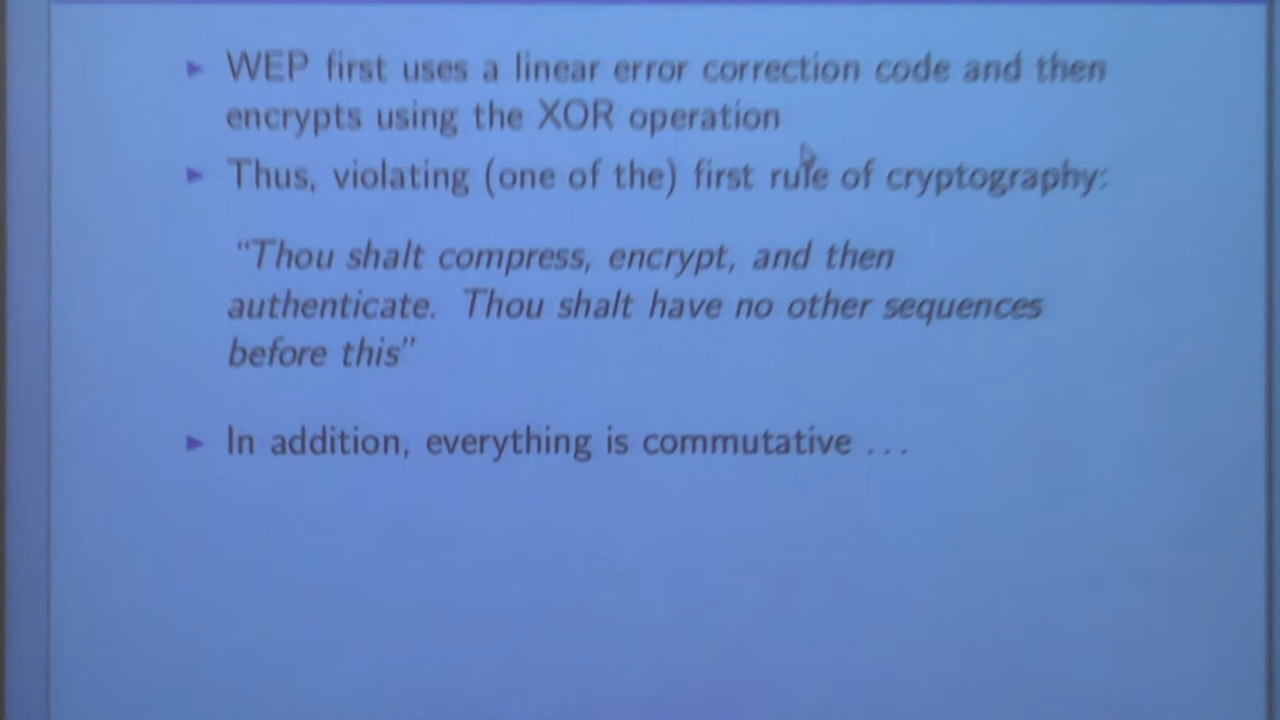 ► WEP first uses a linear error correction code and then
encrypts using the XOR operation
► Thus, violating (one of the) first rule of cryptography:
"Thou shalt compress, encrypt, and then
authenticate. Thou shalt have no other sequences
before this"
► In addition, everything is commutative ...